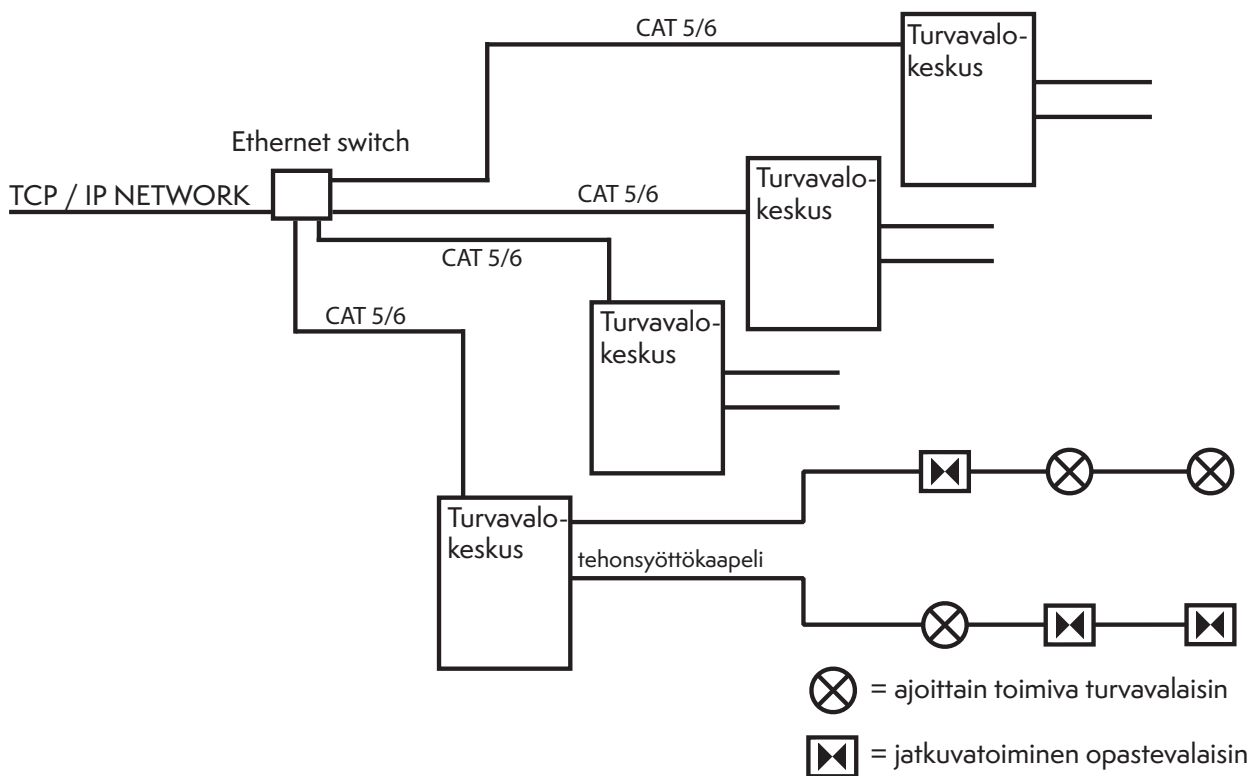 CAT 5/6
Turvavalo-
keskus
Ethernet switch
TCP / IP NETWORK
CAT 5/6
Turvavalo-
keskus
CAT 5/6
CAT 5/6
Turvavalo-
keskus
Turvavalo-
keskus
tehonsyöttökaapeli
= ajoittain toimiva turvavalaisin
= jatkuvatoiminen opastevalaisin